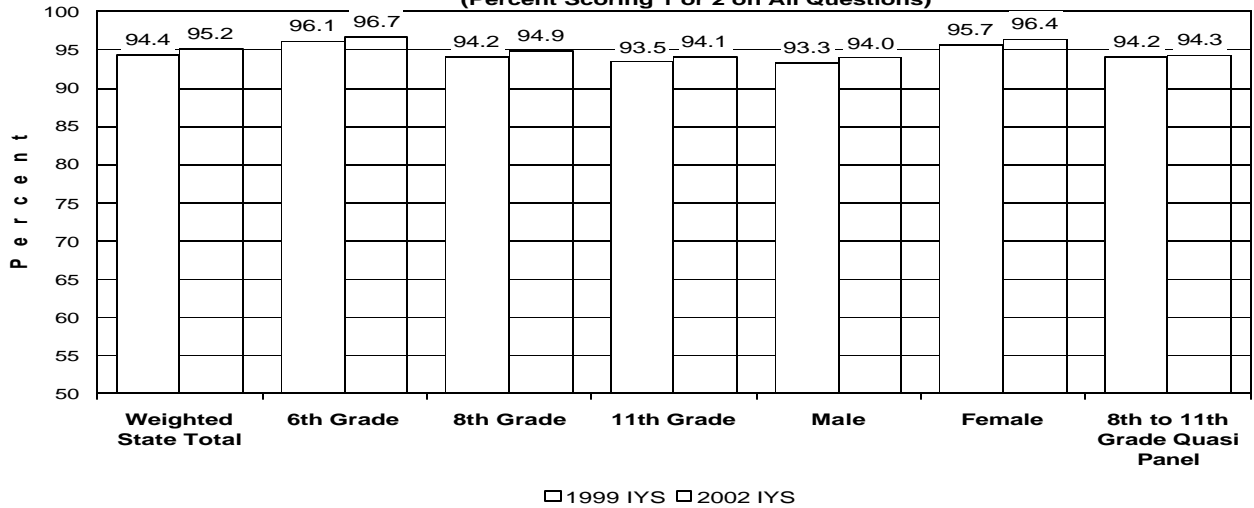 (Percent Scoring 1 or 2 on All Questions)
100
95
90
85
80
75
70
65
60
55
50
Percent
94.4 95.2 96.1 96.7 94.2 94.9 93.5 94.1 93.3 94.0 95.7 96.4 94.2 94.3
Weighted State Total
6th Grade
8th Grade
11th Grade
Male
Female
8th to 11th Grade Quasi Panel
1999 IYS 2002 IYS